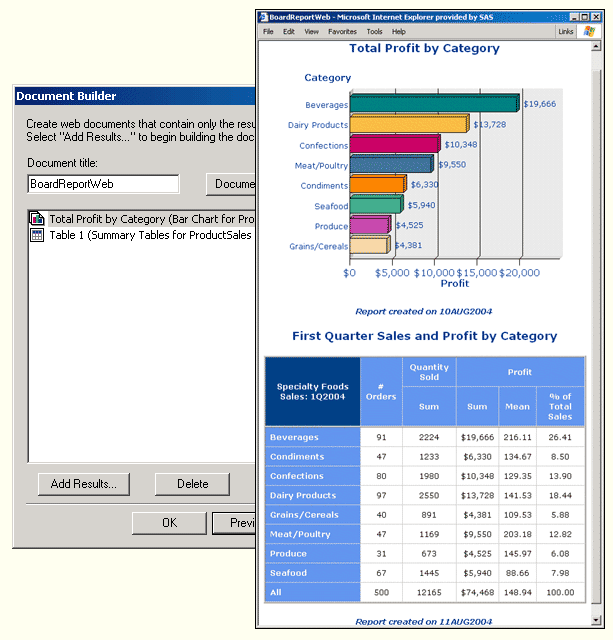 Document Builder
Create web documents that contain only the resu
Select "Add Results..." to begin building the doc
Document title:
BoardReportWeb
Docume
Total Profit by Category (Bar Chart for Pro
Table 1 (Summary Tables for ProductSales
Add Results...
Delete
OK
Previ
BoardReportWeb - Microsoft Internet Explorer provided by SAS
File Edit View Favorites Tools Help Links
Total Profit by Category
Category
Beverages $19,666
Dairy Products $13,728
Confections $10,348
Meat/Poultry $9,550
Condiments $6,330
Seafood $5,940
Produce $4,525
Grains/Cereals $4,381
$0 $5,000 $10,000 $15,000 $20,000
Profit
Report created on 10AUG2004
First Quarter Sales and Profit by Category
Specialty Foods Sales: 1Q2004 # Orders Quantity Sold Profit
Sum Sum Mean % of Total Sales
Beverages 91 2224 $19,666 216.11 26.41
Condiments 47 1233 $6,330 134.67 8.50
Confections 80 1980 $10,348 129.35 13.90
Dairy Products 97 2550 $13,728 141.53 18.44
Grains/Cereals 40 891 $4,381 109.53 5.88
Meat/Poultry 47 1169 $9,550 203.18 12.82
Produce 31 673 $4,525 145.97 6.08
Seafood 67 1445 $5,940 88.66 7.98
All 500 12165 $74,468 148.94 100.00
Report created on 11AUG2004